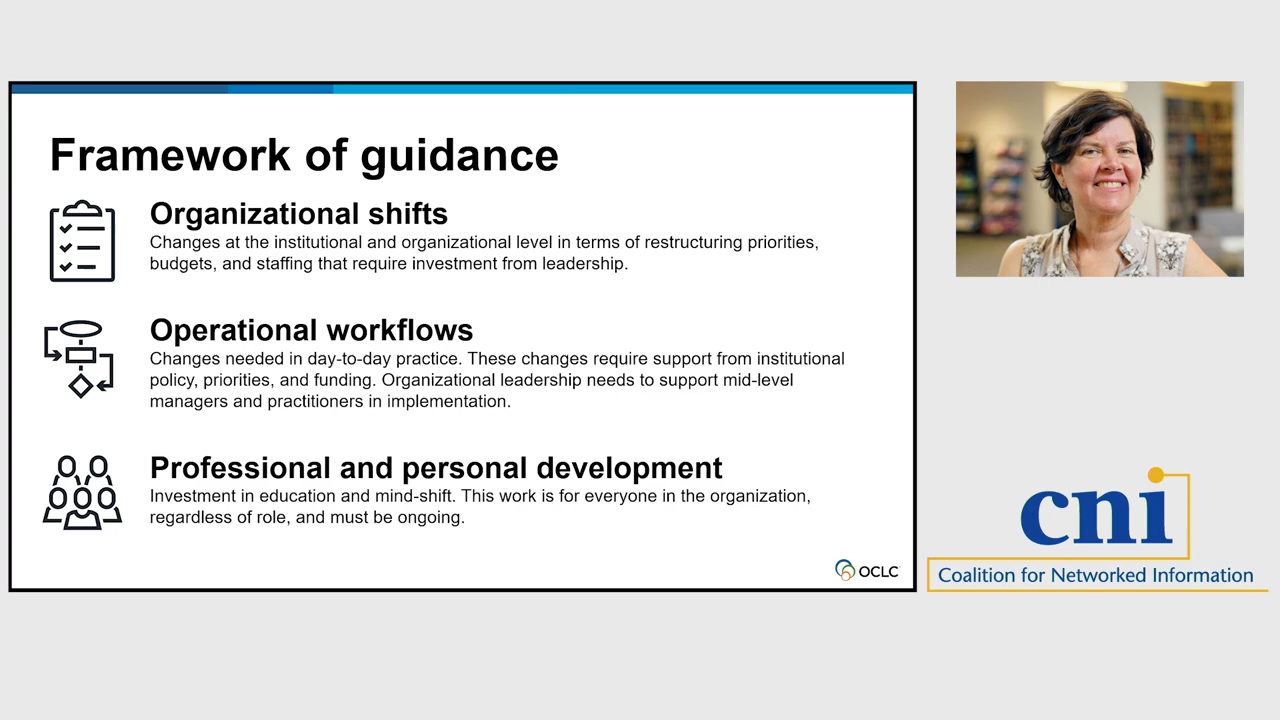 Framework of guidance
Organizational shifts
Changes at the institutional and organizational level in terms of restructuring priorities,
budgets, and staffing that require investment from leadership.
Operational workflows
Changes needed in day-to-day practice. These changes require support from institutional
policy, priorities, and funding. Organizational leadership needs to support mid-level
managers and practitioners in implementation.
Professional and personal development
Investment in education and mind-shift. This work is for everyone in the organization,
regardless of role, and must be ongoing.
OCLC
cni
Coalition for Networked Information